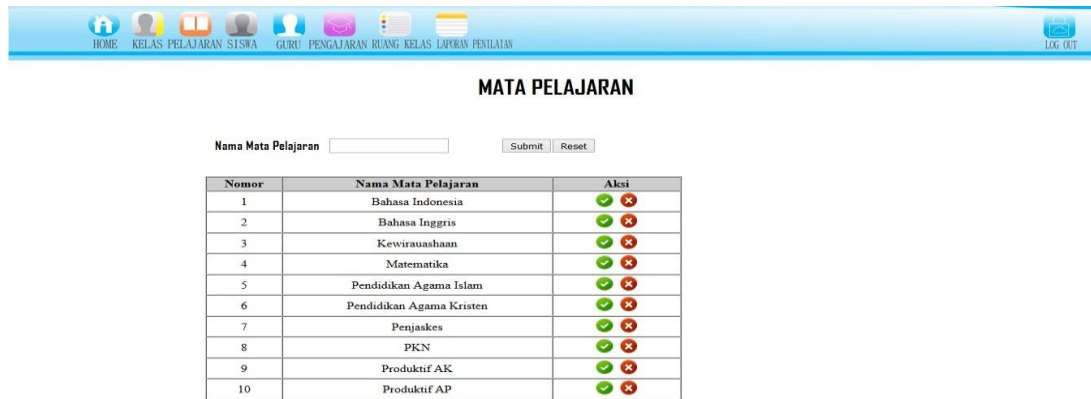 HOME KELAS PELAJARAN SISWA GURU PENGAJARAN RUANG KELAS LAPORAN PENILAIAN LOG OUT
MATA PELAJARAN
Nama Mata Pelajaran Submit Reset
Nomor Nama Mata Pelajaran Aksi
1 Bahasa Indonesia
2 Bahasa Inggris
3 Kewirauashaan
4 Matematika
5 Pendidikan Agama Islam
6 Pendidikan Agama Kristen
7 Penjaskes
8 PKN
9 Produktif AK
10 Produktif AP